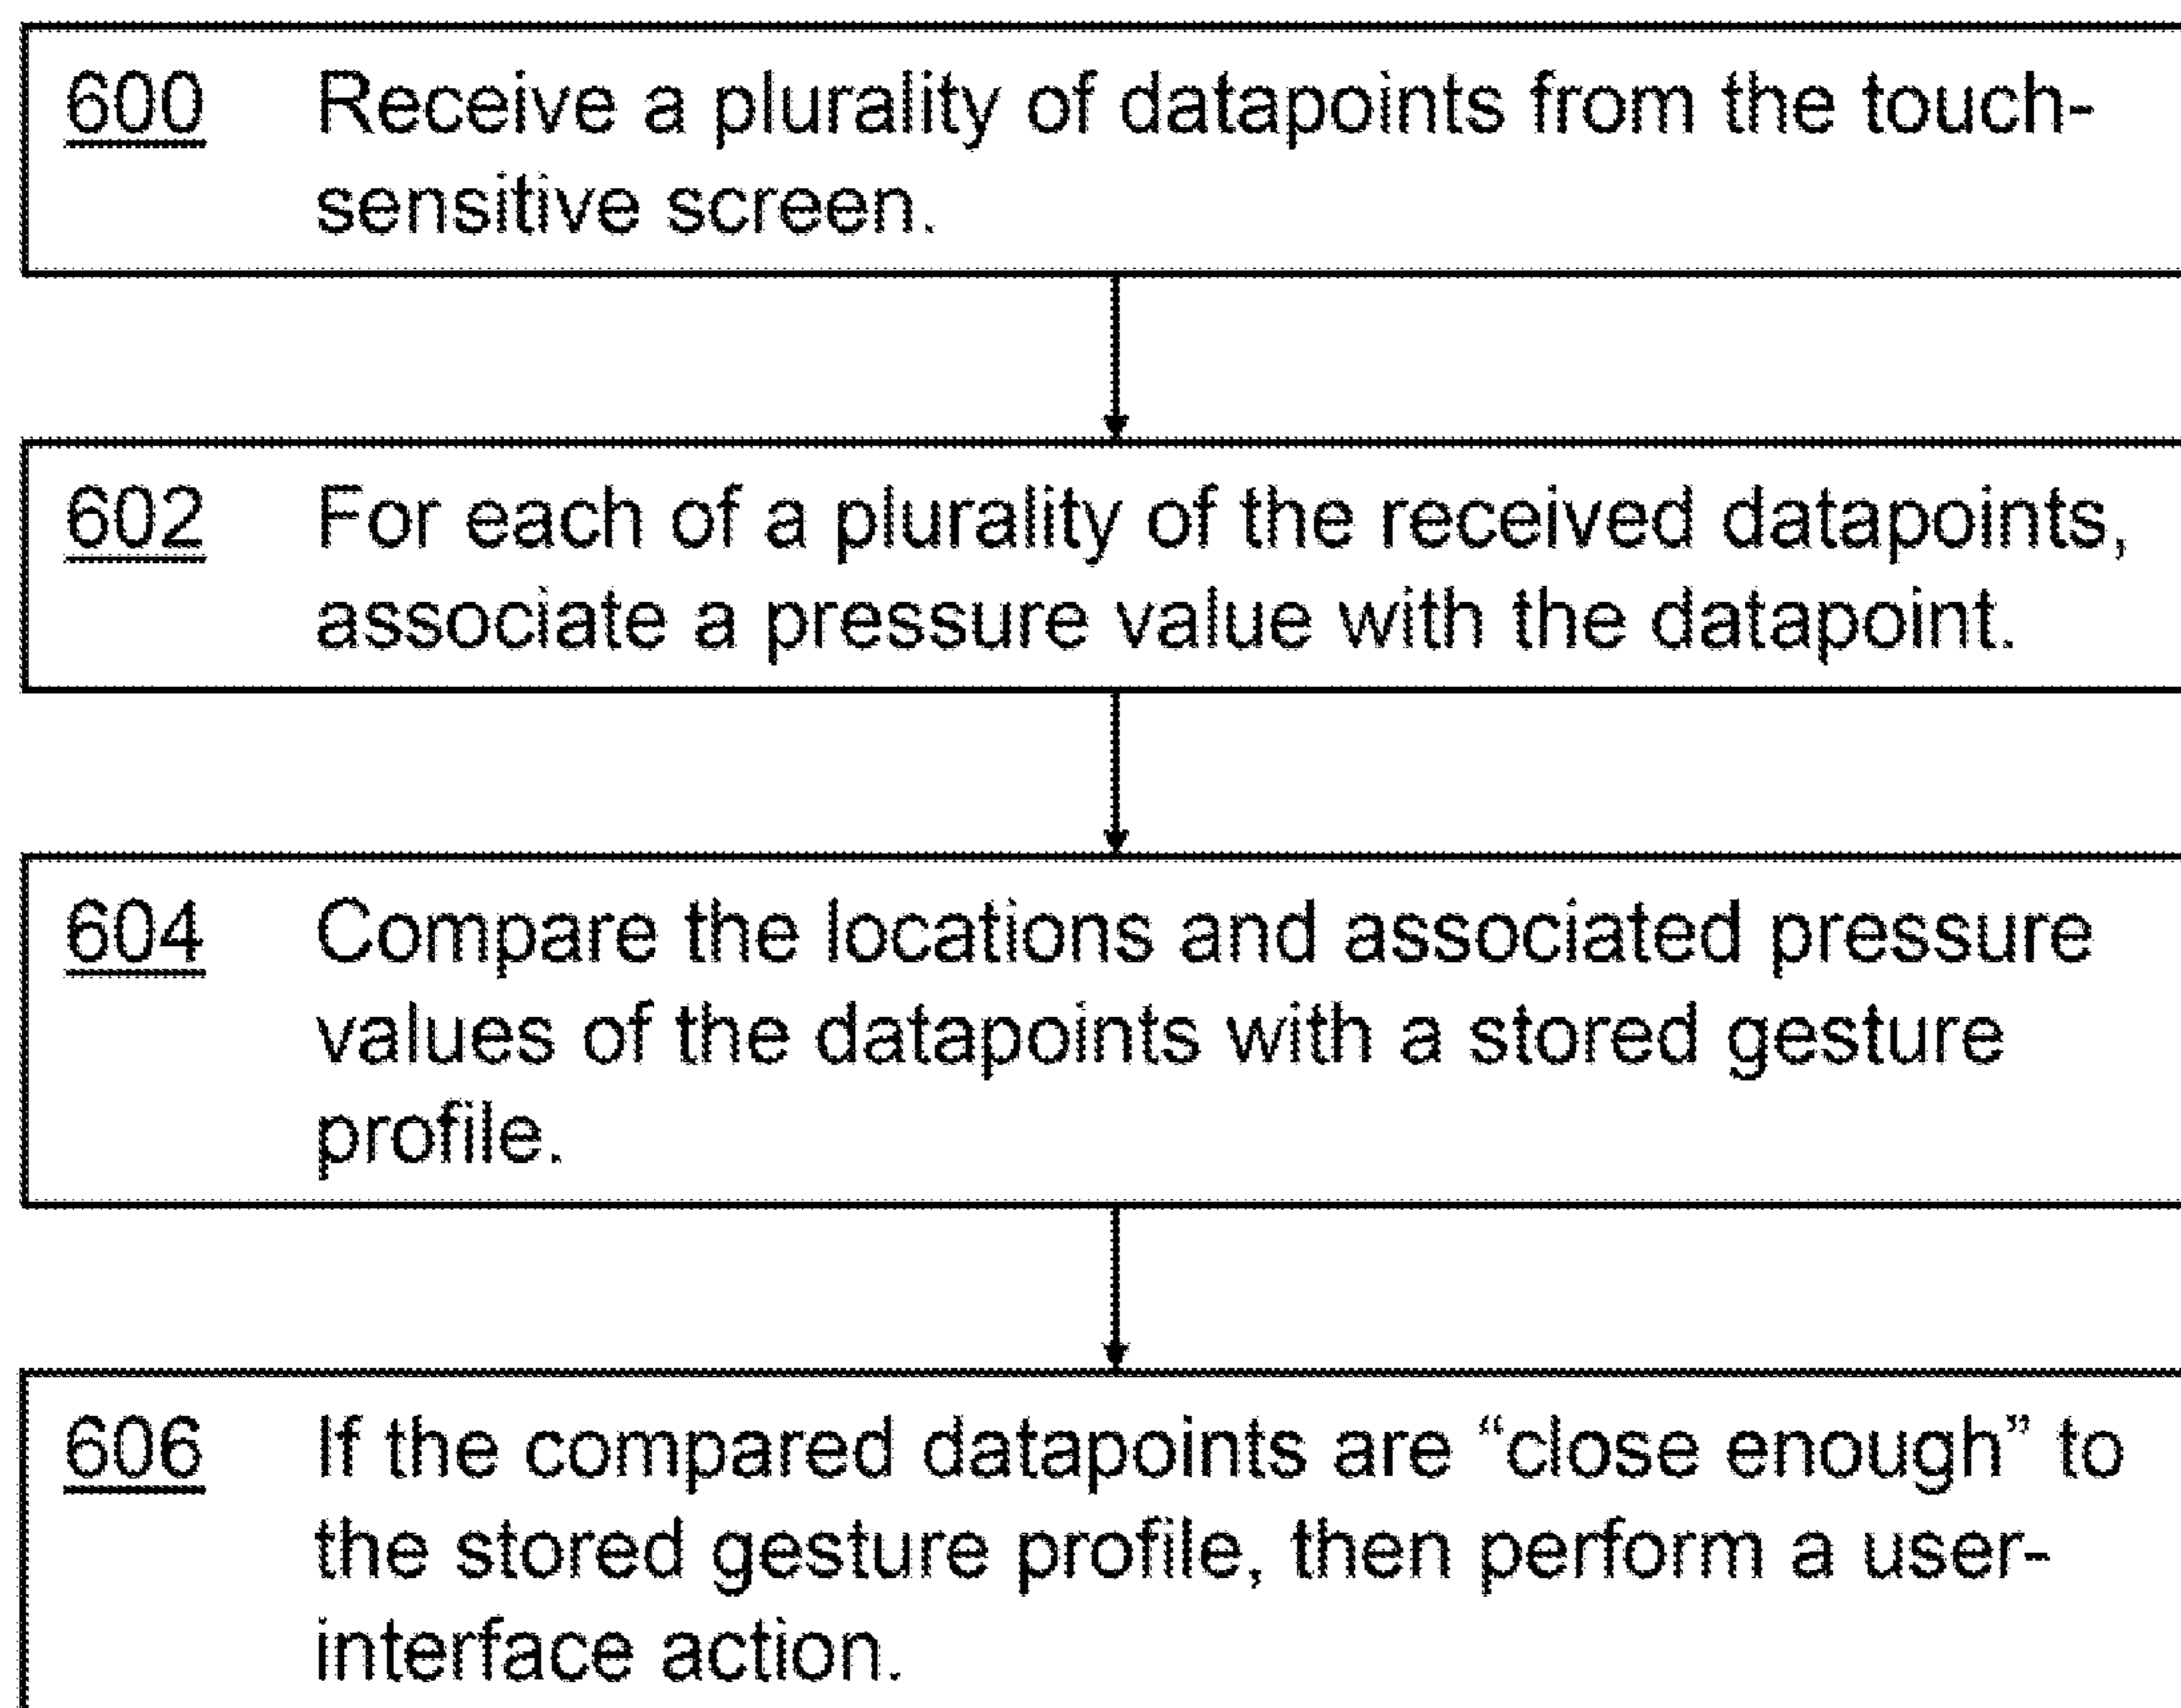 600 Receive a plurality of datapoints from the touch-
sensitive screen.
602 For each of a plurality of the received datapoints,
associate a pressure value with the datapoint.
604 Compare the locations and associated pressure
values of the datapoints with a stored gesture
profile.
606 If the compared datapoints are “close enough” to
the stored gesture profile, then perform a user-
interface action.